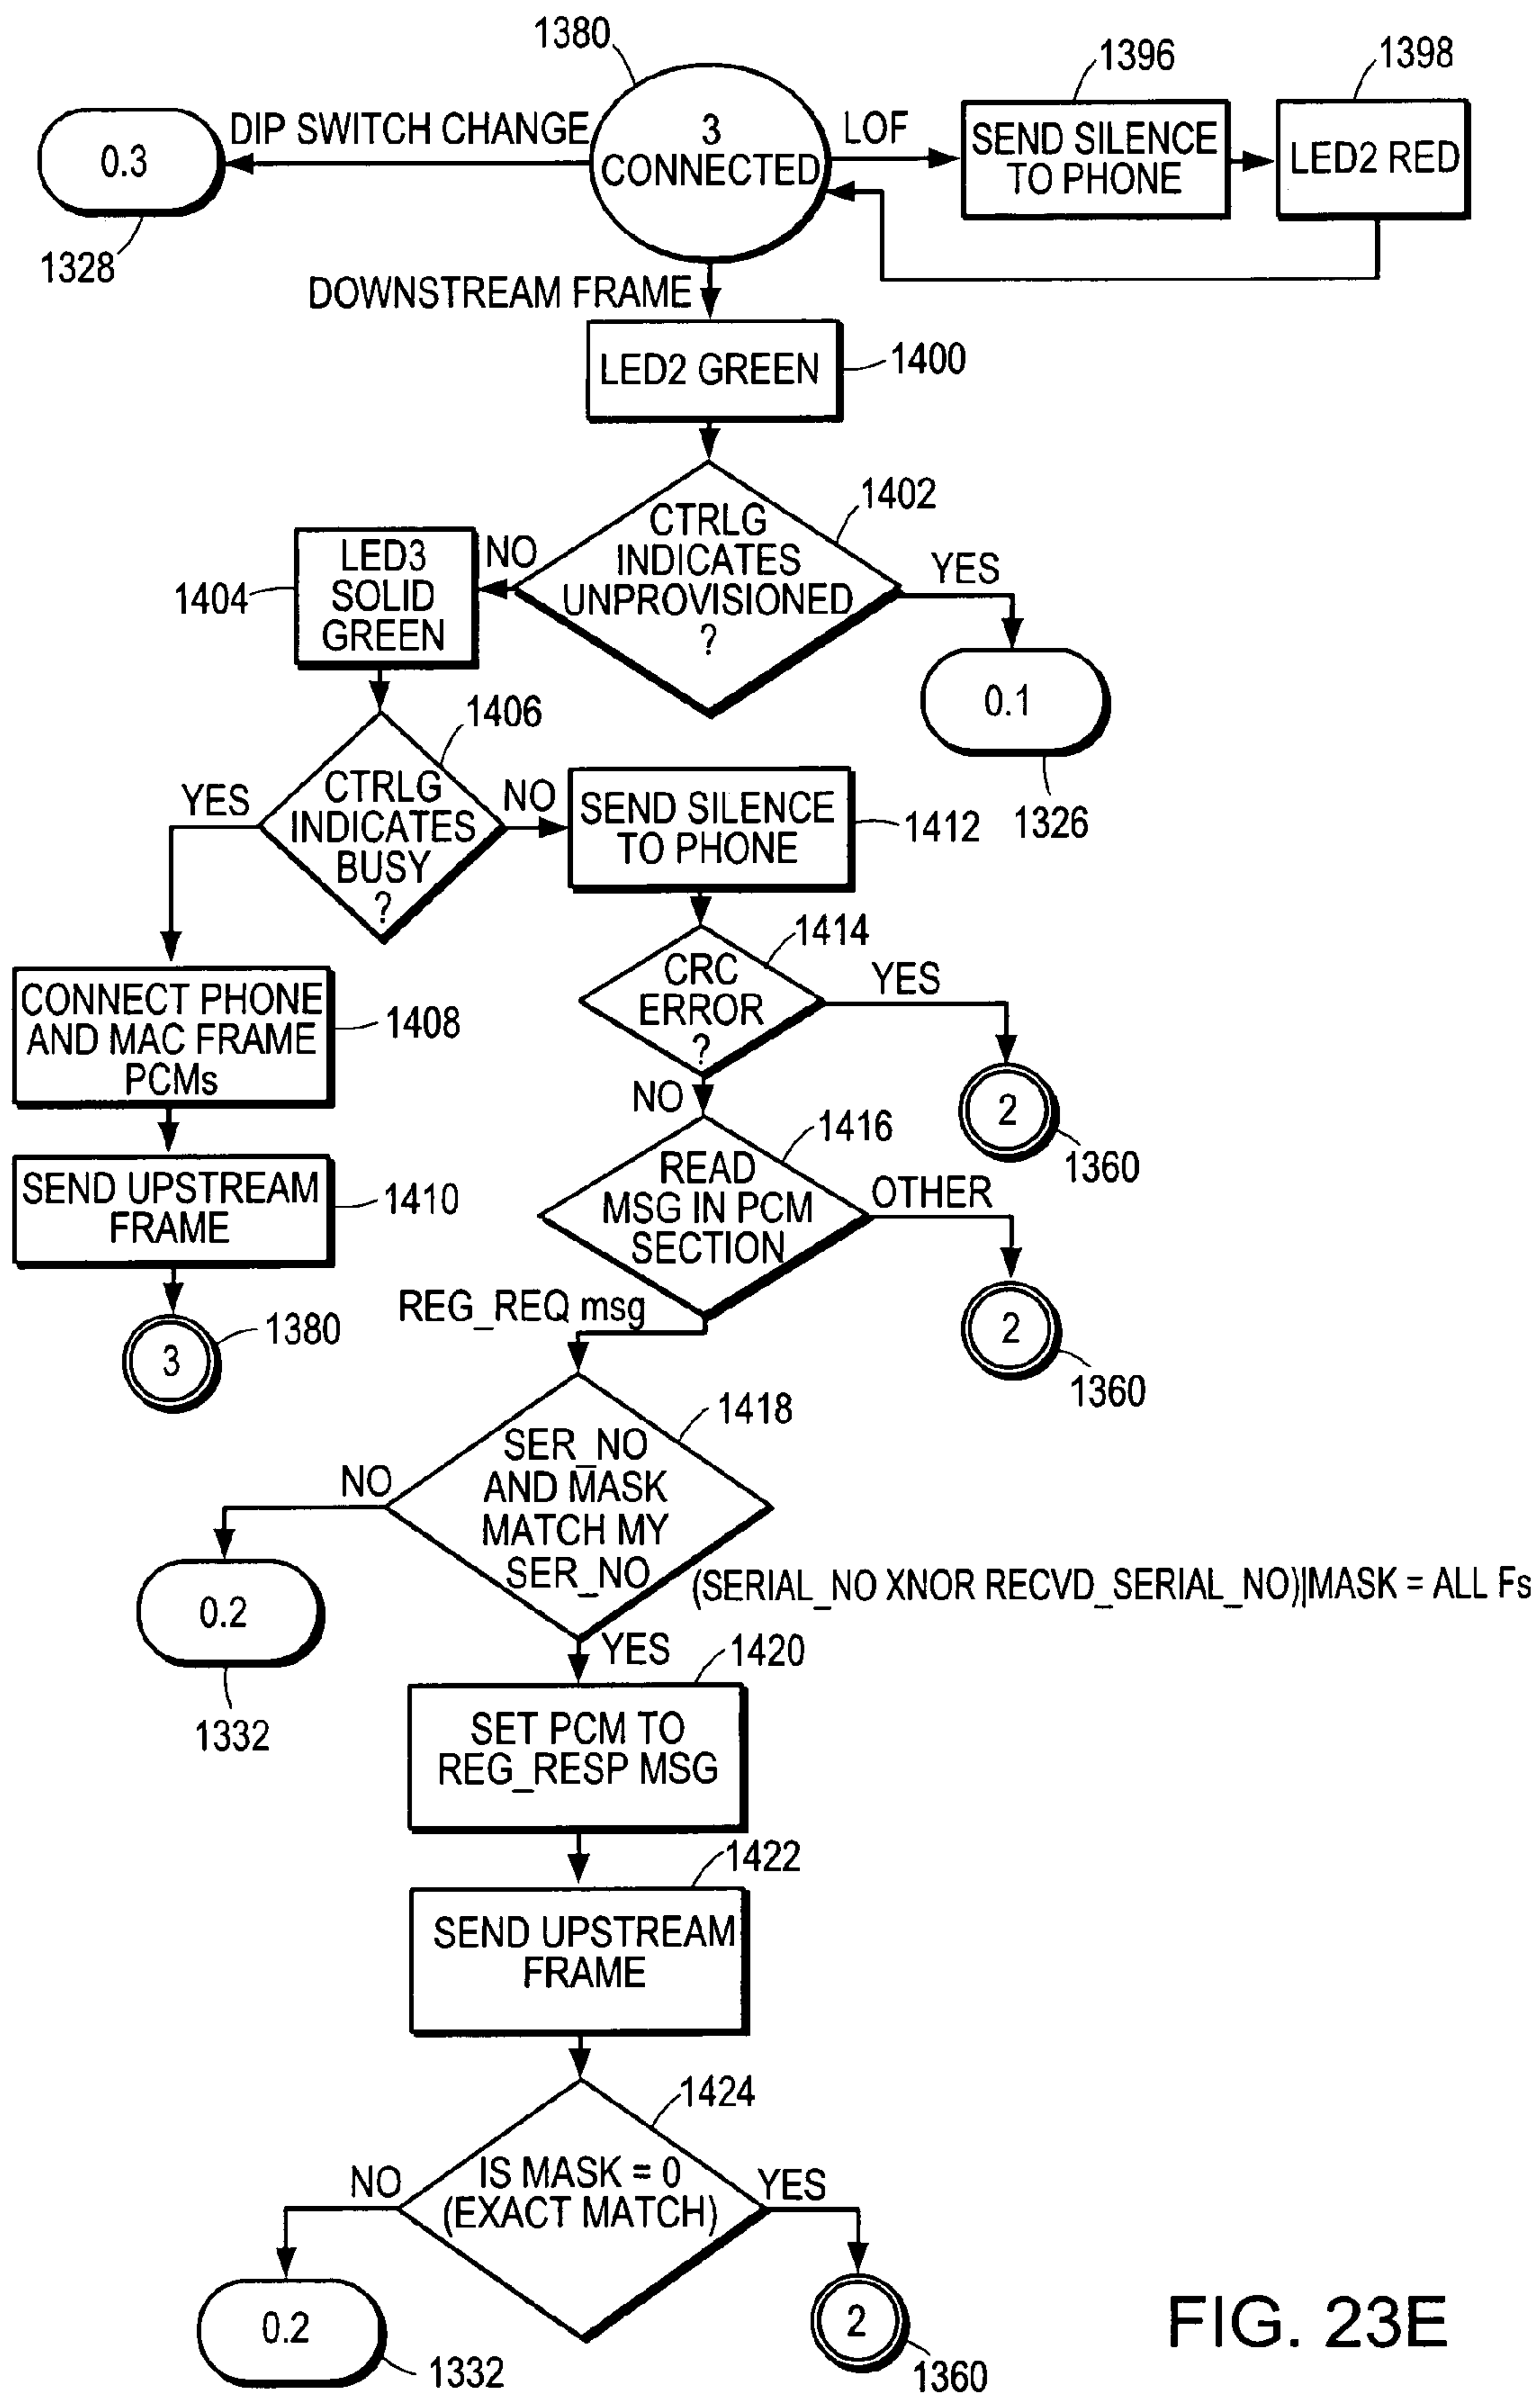 1380
1396
1398
DIP SWITCH CHANGE
0.3
1328
3
CONNECTED
LOF
SEND SILENCE
TO PHONE
LED2 RED
DOWNSTREAM FRAME
LED2 GREEN
1400
1402
CTRLG
INDICATES
UNPROVISIONED
?
NO
YES
LED3
SOLID
GREEN
1404
0.1
1326
1406
CTRLG
INDICATES
BUSY
?
YES
NO
SEND SILENCE
TO PHONE
1412
1414
CRC
ERROR
?
YES
2
1360
NO
CONNECT PHONE
AND MAC FRAME
PCMs
1408
SEND UPSTREAM
FRAME
1410
3
1380
1416
READ
MSG IN PCM
SECTION
OTHER
2
1360
REG_REQ msg
1418
SER_NO
AND MASK
MATCH MY
SER_NO
NO
0.2
1332
(SERIAL_NO XNOR RECVD_SERIAL_NO)|MASK = ALL Fs
YES
1420
SET PCM TO
REG_RESP MSG
1422
SEND UPSTREAM
FRAME
1424
IS MASK = 0
(EXACT MATCH)
NO
YES
0.2
1332
2
1360
FIG. 23E